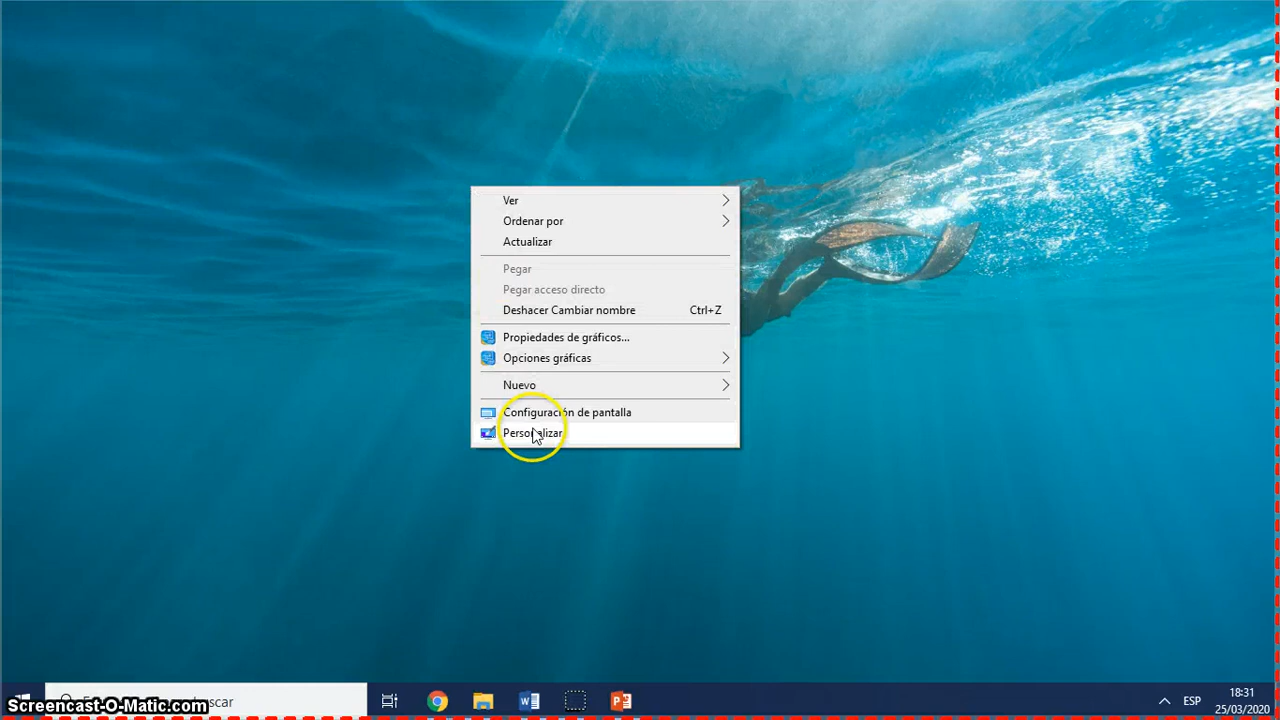 Ver
Ordenar por
Actualizar
Pegar
Pegar acceso directo
Deshacer Cambiar nombre Ctrl+Z
Propiedades de gráficos...
Opciones gráficas
Nuevo
Configuración de pantalla
Personalizar
Screencast-O-Matic.com
ESP
18:31
25/03/2020